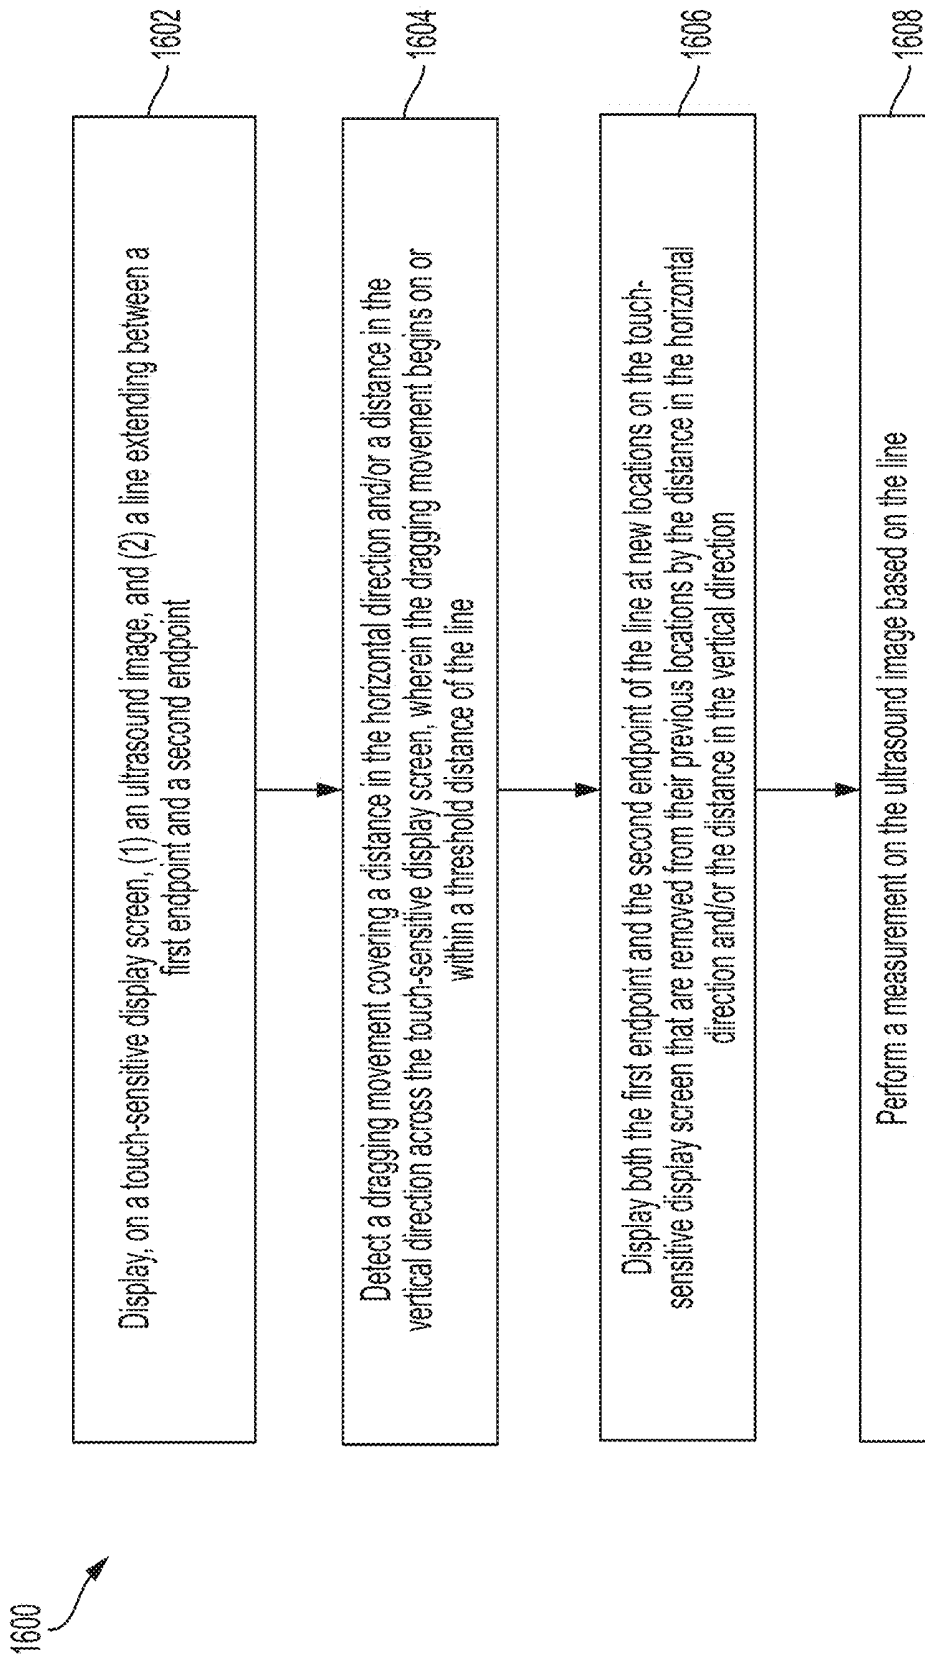 1600
1602
Display, on a touch-sensitive display screen, (1) an ultrasound image, and (2) a line extending between a
first endpoint and a second endpoint
1604
Detect a dragging movement covering a distance in the horizontal direction and/or a distance in the
vertical direction across the touch-sensitive display screen, wherein the dragging movement begins on or
within a threshold distance of the line
1606
Display both the first endpoint and the second endpoint of the line at new locations on the touch-
sensitive display screen that are removed from their previous locations by the distance in the horizontal
direction and/or the distance in the vertical direction
1608
Perform a measurement on the ultrasound image based on the line